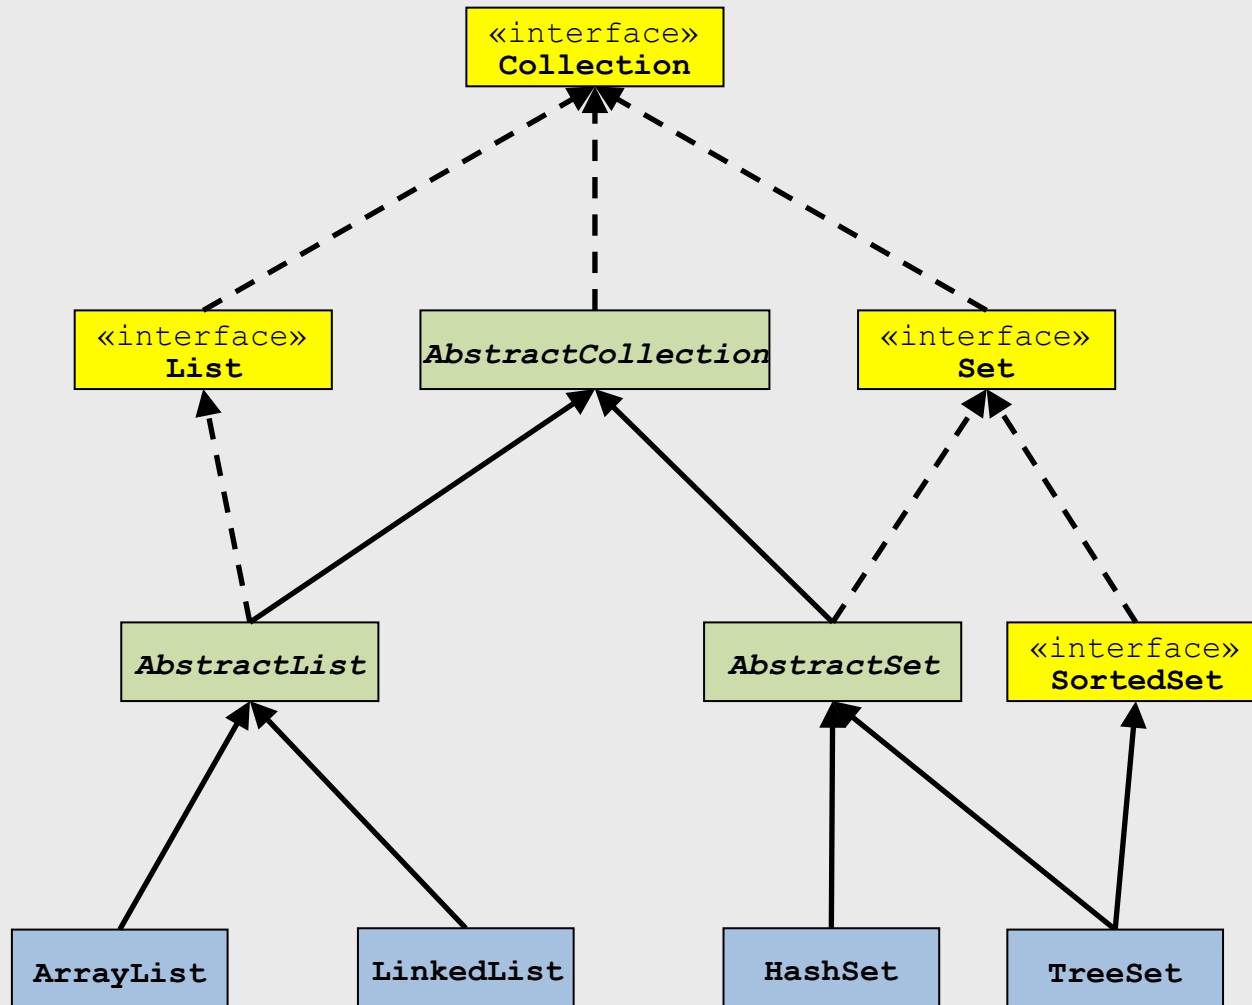 «interface»
Collection
«interface»
List
AbstractCollection
«interface»
Set
AbstractList
AbstractSet
«interface»
SortedSet
ArrayList
LinkedList
HashSet
TreeSet